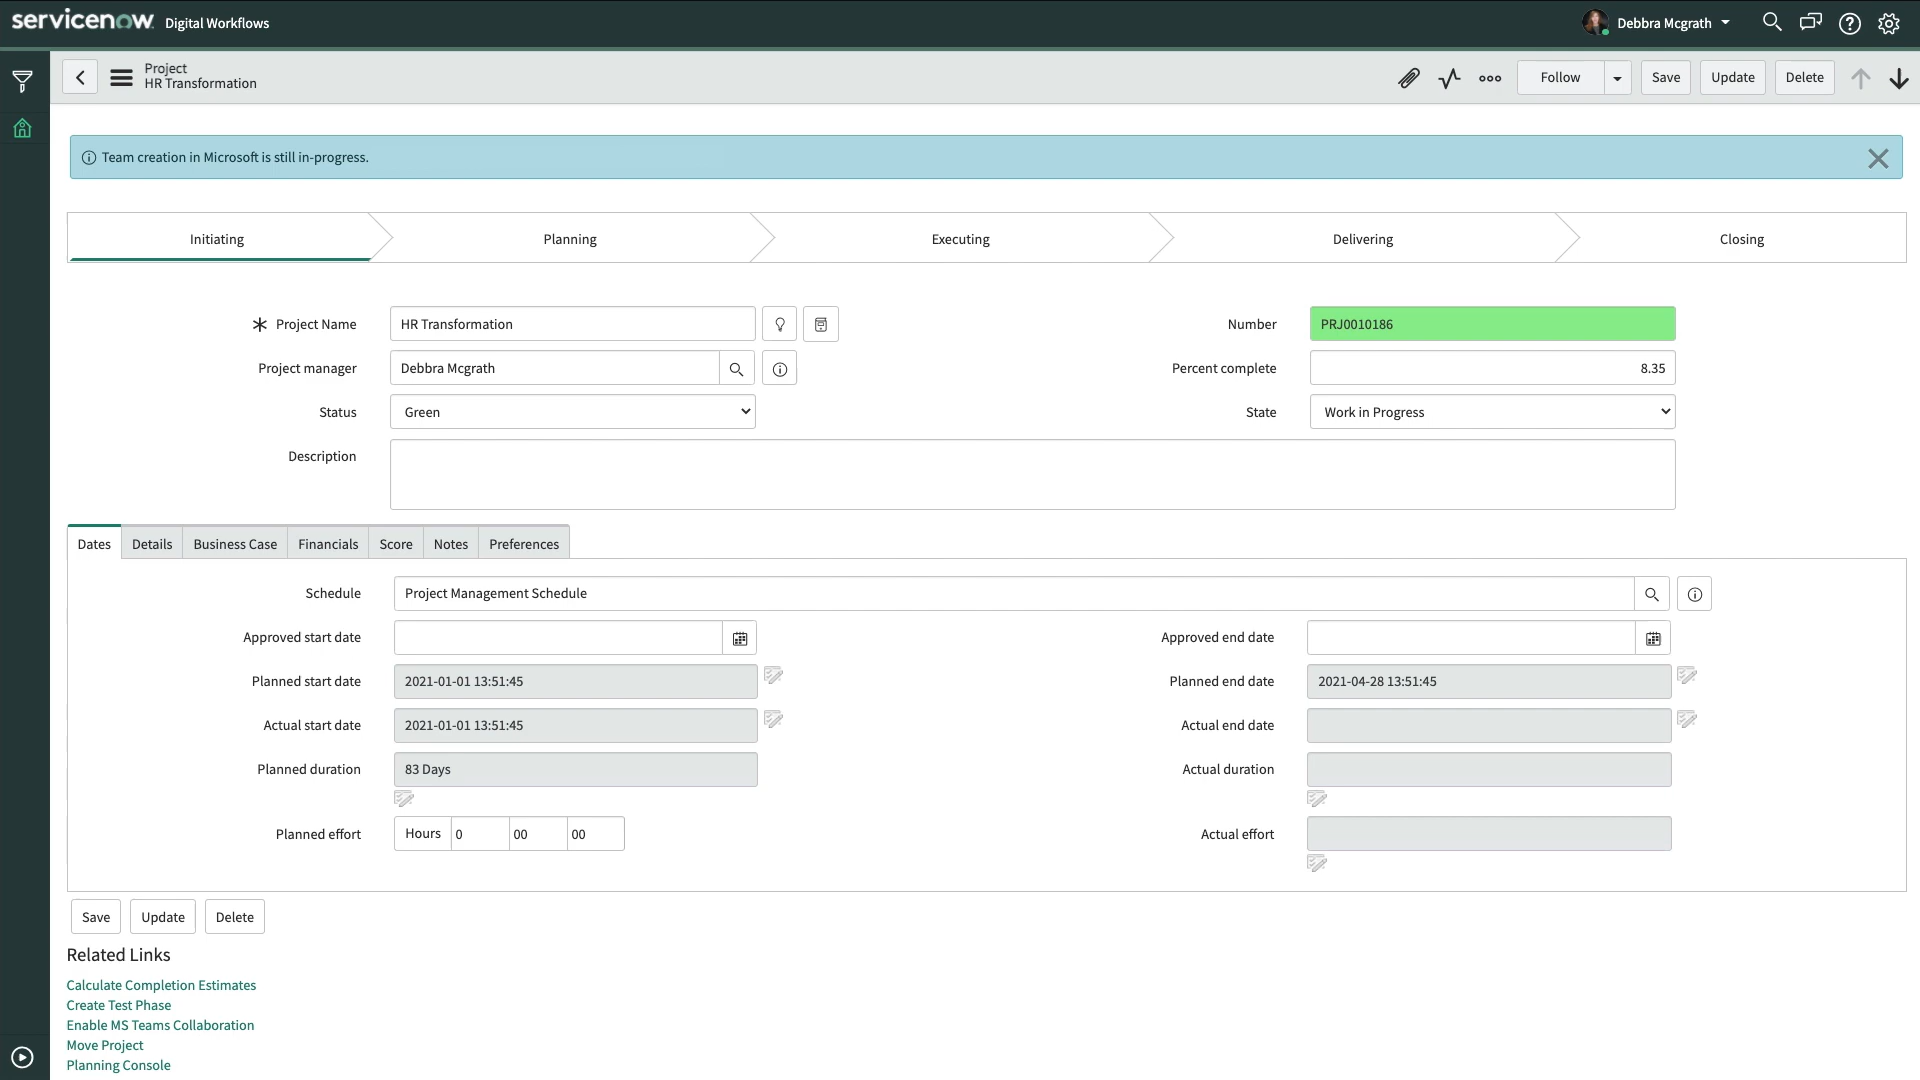 servicenow Digital Workflows
Debbra Mcgrath
Project
HR Transformation
Follow
Save
Update
Delete
Team creation in Microsoft is still in-progress.
Initiating
Planning
Executing
Delivering
Closing
Project Name
HR Transformation
Number
PRJ0010186
Project manager
Debbra Mcgrath
Percent complete
8.35
Status
Green
State
Work in Progress
Description
Dates
Details
Business Case
Financials
Score
Notes
Preferences
Schedule
Project Management Schedule
Approved start date
Approved end date
Planned start date
2021-01-01 13:51:45
Planned end date
2021-04-28 13:51:45
Actual start date
2021-01-01 13:51:45
Actual end date
Planned duration
83 Days
Actual duration
Planned effort
Hours
0
00
00
Actual effort
Save
Update
Delete
Related Links
Calculate Completion Estimates
Create Test Phase
Enable MS Teams Collaboration
Move Project
Planning Console